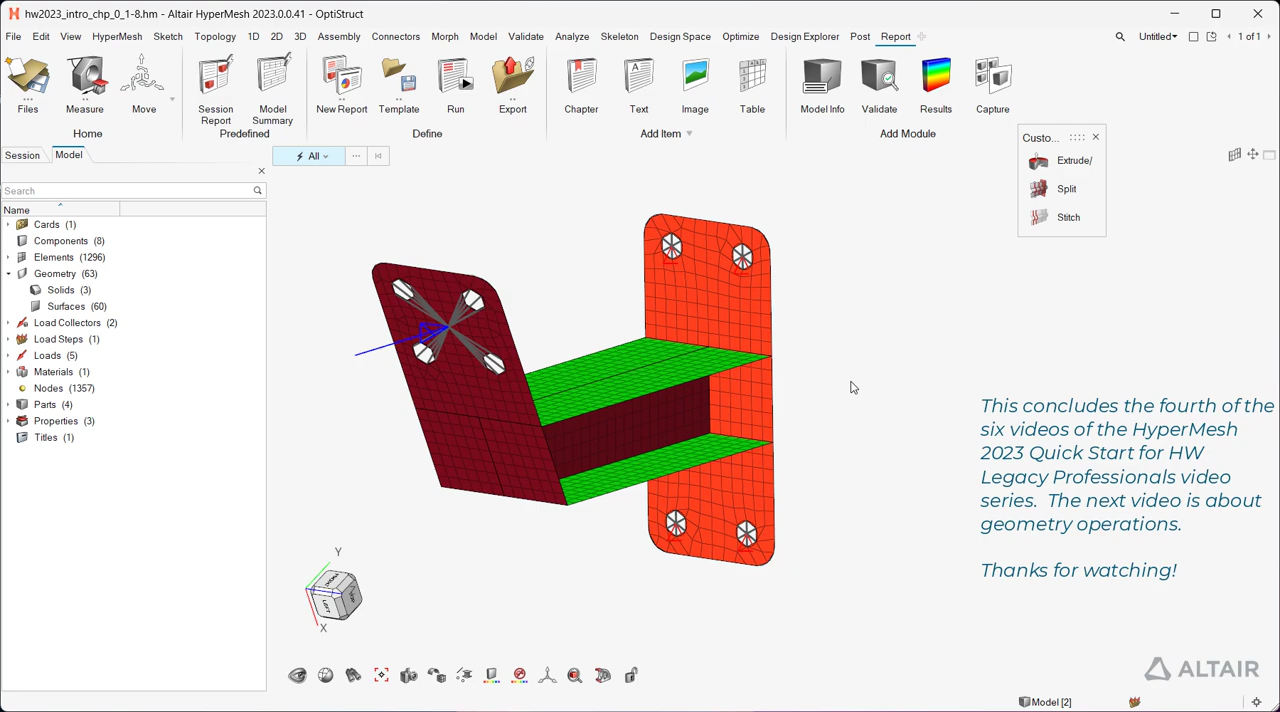 hw2023_intro_chp_0_1-8.hm - Altair HyperMesh 2023.0.0.41 - OptiStruct
File Edit View HyperMesh Sketch Topology 1D 2D 3D Assembly Connectors Morph Model Validate Analyze Skeleton Design Space Optimize Design Explorer Post Report Untitled* 1 of 1
Files Measure Move Session Report Model Summary New Report Template Run Export Chapter Text Image Table Model Info Validate Results Capture
Home Predefined Define Add Item Add Module
Custo...
Extrude/
Split
Stitch
Session Model
All
Search
Name
Cards (1)
Components (8)
Elements (1296)
Geometry (63)
Solids (3)
Surfaces (60)
Load Collectors (2)
Load Steps (1)
Loads (5)
Materials (1)
Nodes (1357)
Parts (4)
Properties (3)
Titles (1)
This concludes the fourth of the
six videos of the HyperMesh
2023 Quick Start for HW
Legacy Professionals video
series. The next video is about
geometry operations.
Thanks for watching!
Y
LEFT
X
ALTAIR
Model [2]